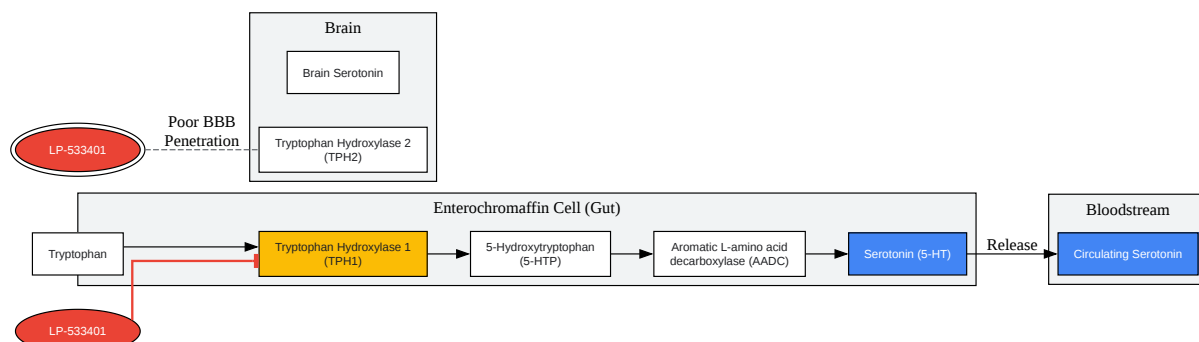 Brain
Brain Serotonin
Poor BBB
Penetration
LP-533401
Tryptophan Hydroxylase 2
(TPH2)
Enterochromaffin Cell (Gut)
Bloodstream
Tryptophan
Tryptophan Hydroxylase 1
(TPH1)
5-Hydroxytryptophan
(5-HTP)
Aromatic L-amino acid
decarboxylase (AADC)
Serotonin (5-HT)
Release
Circulating Serotonin
LP-533401